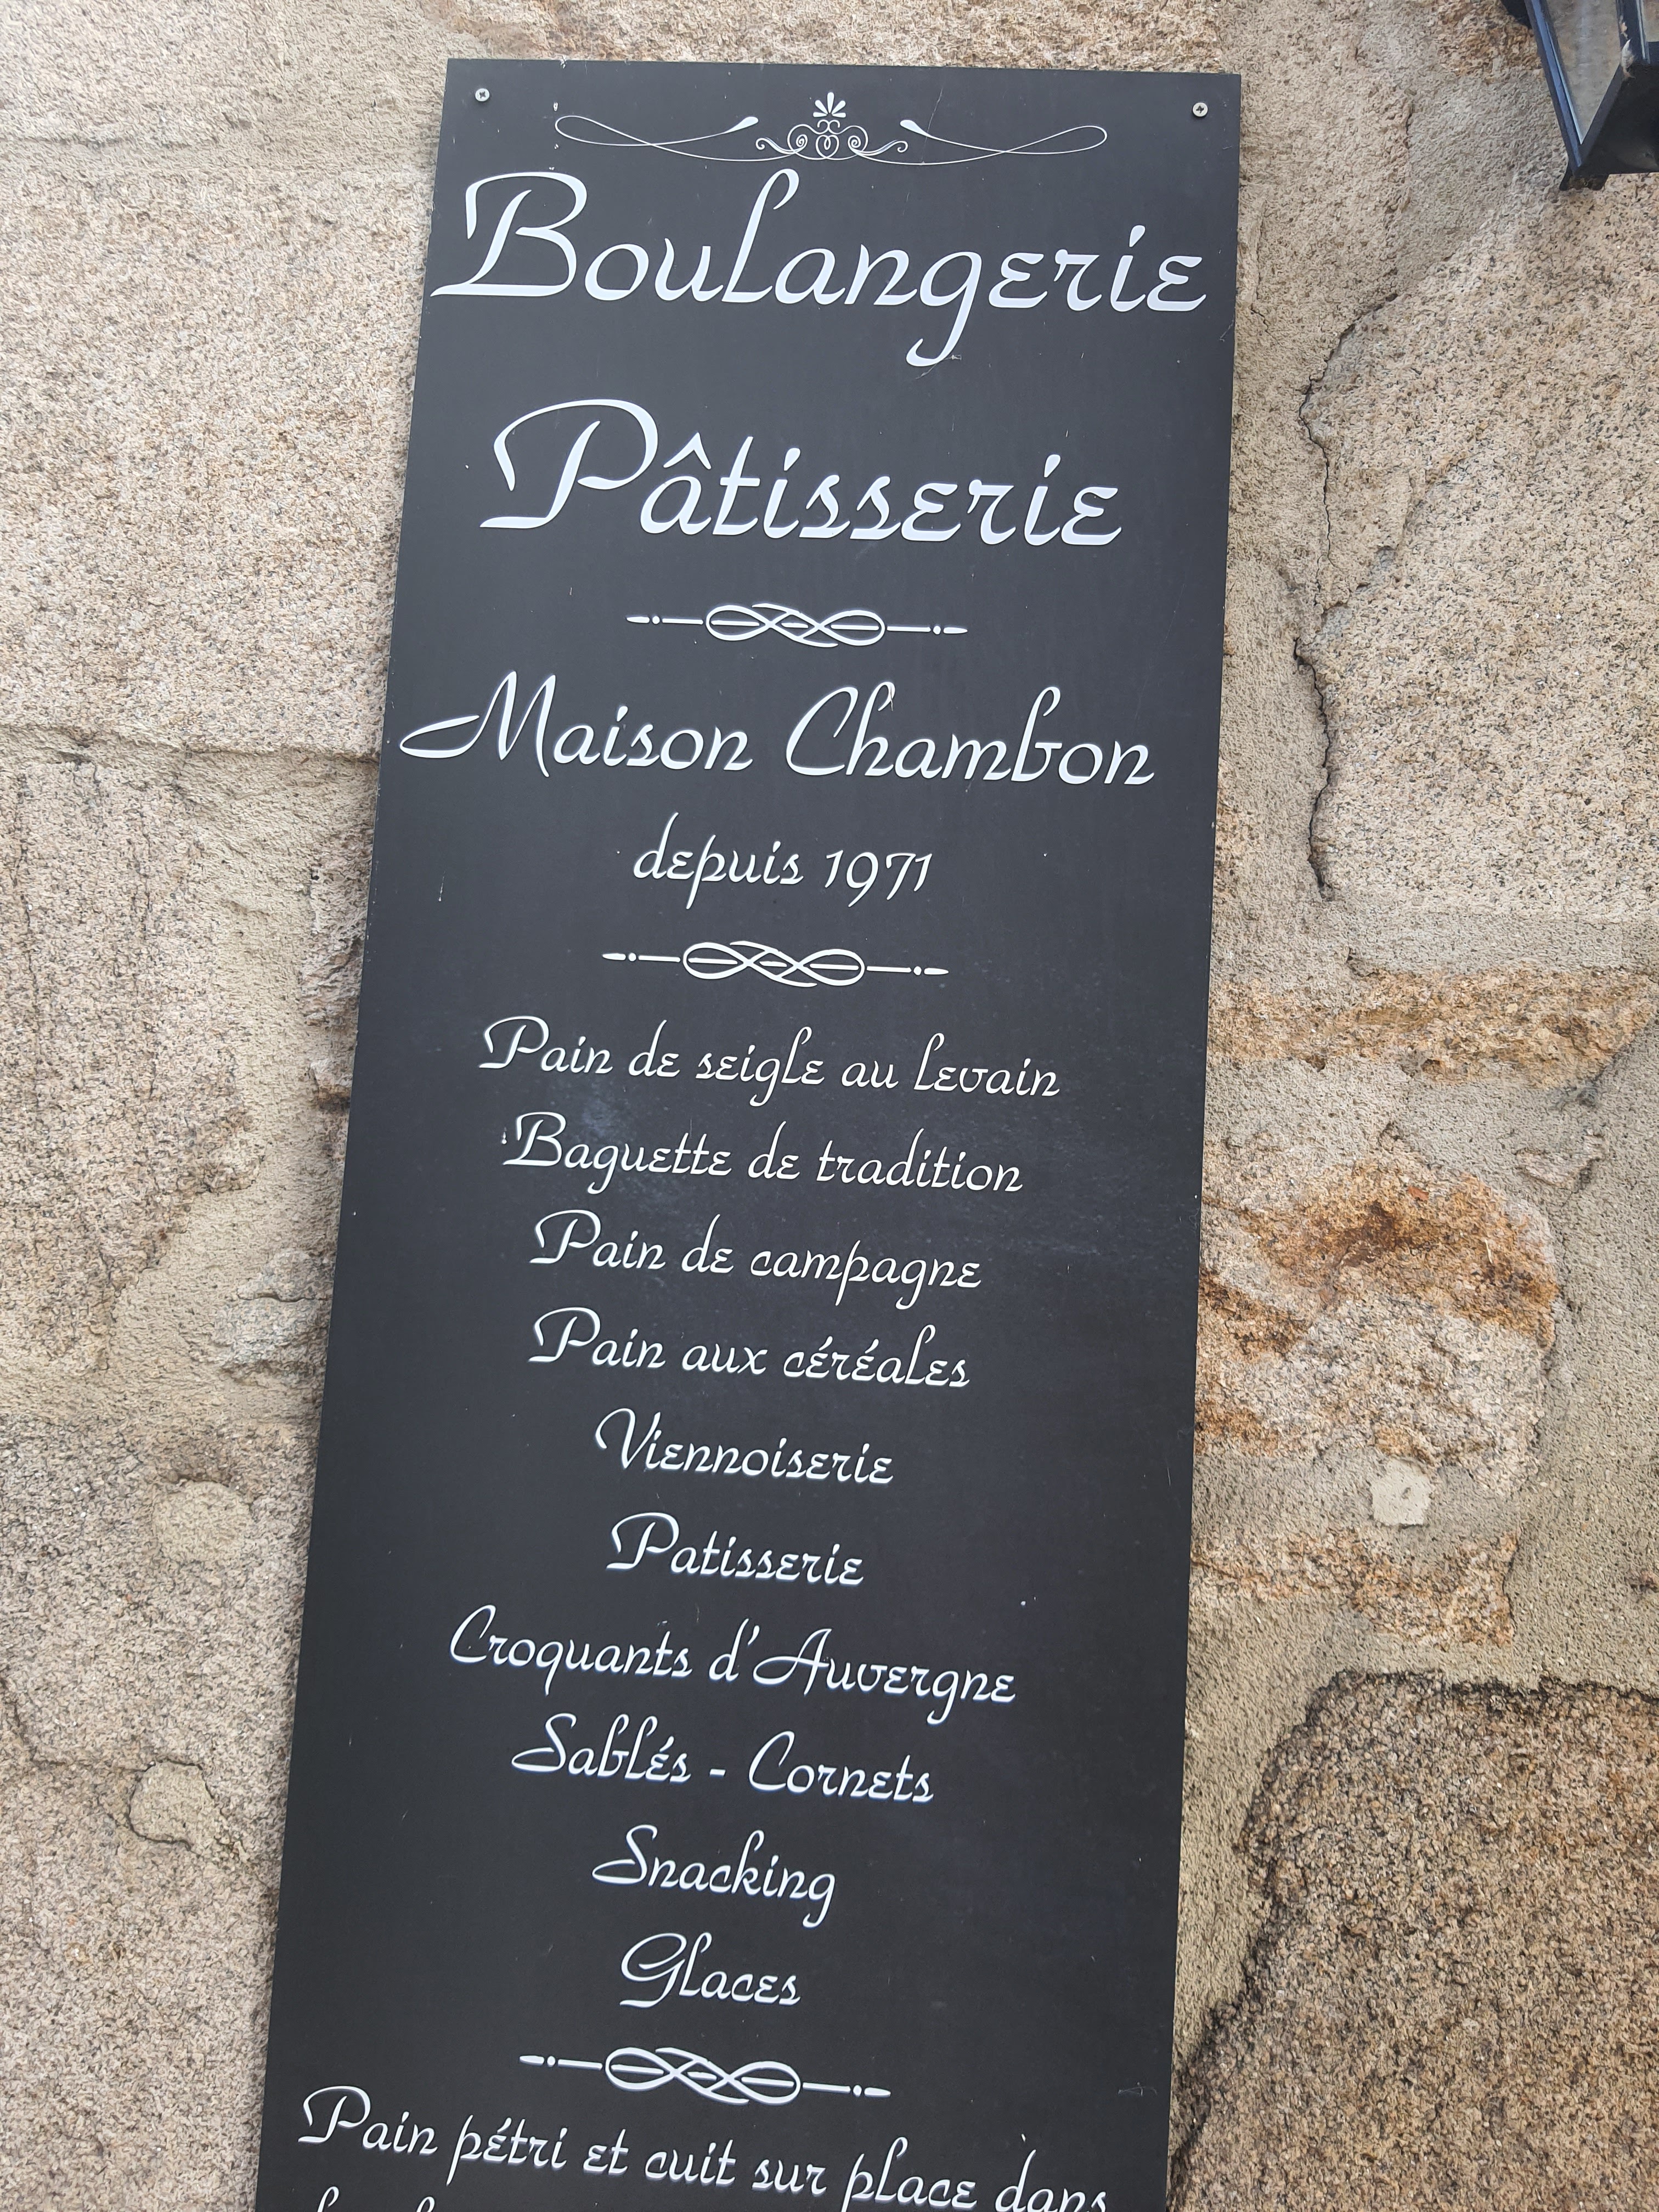 Boulangerie
Pâtisserie
Maison Chambon
depuis 1971
Pain de seigle au levain
Baguette de tradition
Pain de campagne
Pain aux céréales
Viennoiserie
Patisserie
Croquants d'Auvergne
Sablés - Cornets
Snacking
Glaces
Pain pétri et cuit sur place dans